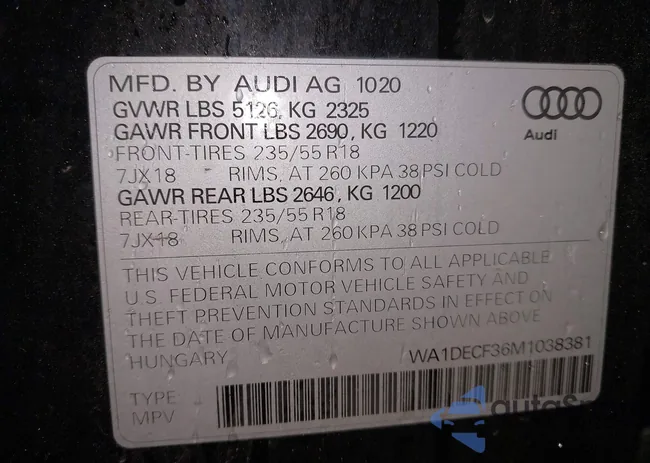 MFD. BY AUDI AG 1020
GVWR LBS 5126, KG 2325
GAWR FRONT LBS 2690, KG 1220
FRONT-TIRES 235/55 R18
7JX18 RIMS, AT 260 KPA 38 PSI COLD
GAWR REAR LBS 2646, KG 1200
REAR-TIRES 235/55 R18
7JX18 RIMS, AT 260 KPA 38 PSI COLD
Audi
THIS VEHICLE CONFORMS TO ALL APPLICABLE
U.S. FEDERAL MOTOR VEHICLE SAFETY AND
THEFT PREVENTION STANDARDS IN EFFECT ON
THE DATE OF MANUFACTURE SHOWN ABOVE
HUNGARY WA1DECF36M1038381
TYPE:
MPV